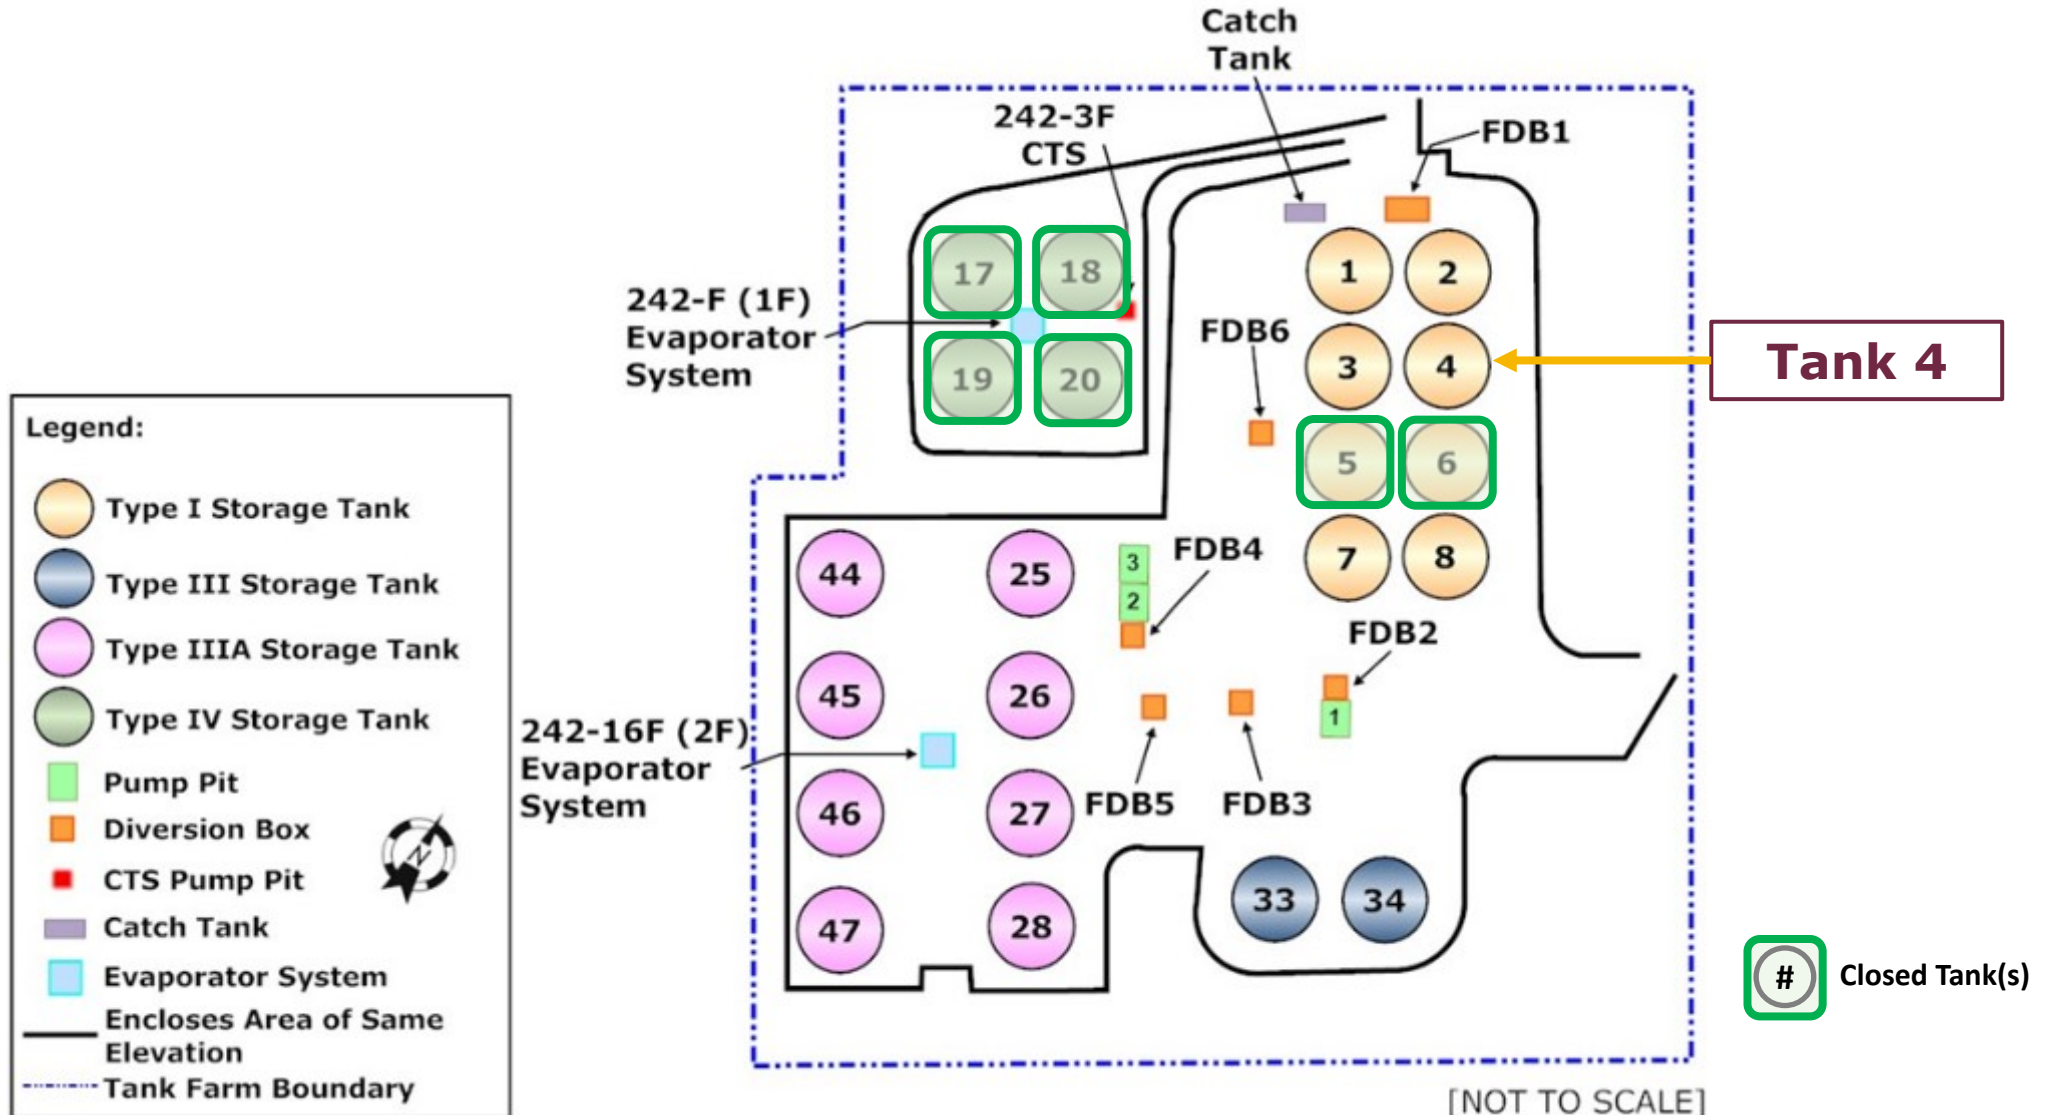 Catch
Tank
242-3F
CTS
FDB1
17
18
1
2
242-F (1F)
Evaporator
System
FDB6
3
4
Tank 4
19
20
5
6
7
8
Legend:
Type I Storage Tank
Type III Storage Tank
Type IIIA Storage Tank
Type IV Storage Tank
Pump Pit
Diversion Box
N
CTS Pump Pit
Catch Tank
Evaporator System
Encloses Area of Same
Elevation
Tank Farm Boundary
44
25
3
2
FDB4
FDB2
45
26
1
242-16F (2F)
Evaporator
System
46
27
FDB5
FDB3
47
28
33
34
#
Closed Tank(s)
[NOT TO SCALE]